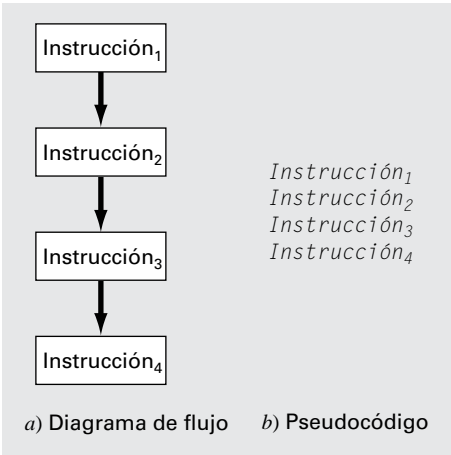 Instrucción₁
Instrucción₂
Instrucción₃
Instrucción₄
a) Diagrama de flujo
Instrucción₁
Instrucción₂
Instrucción₃
Instrucción₄
b) Pseudocódigo